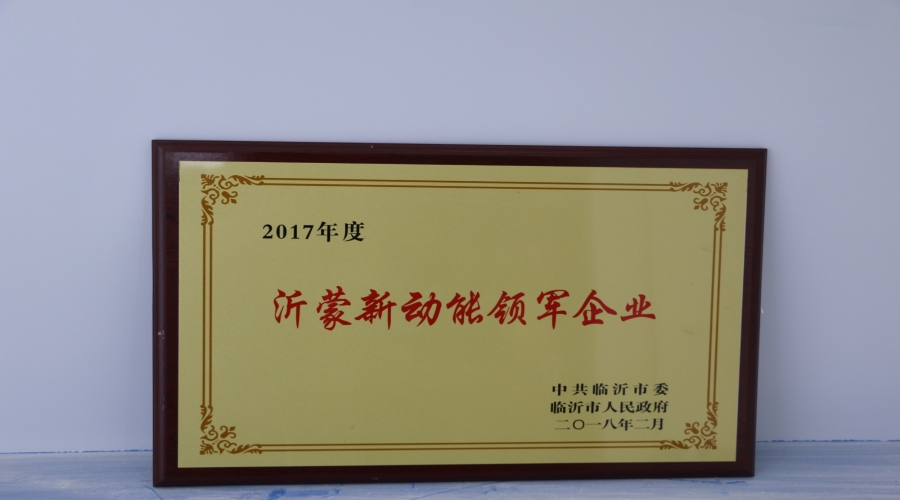 2017年度
沂蒙新动能领军企业
中共临沂市委
临沂市人民政府
二〇一八年二月